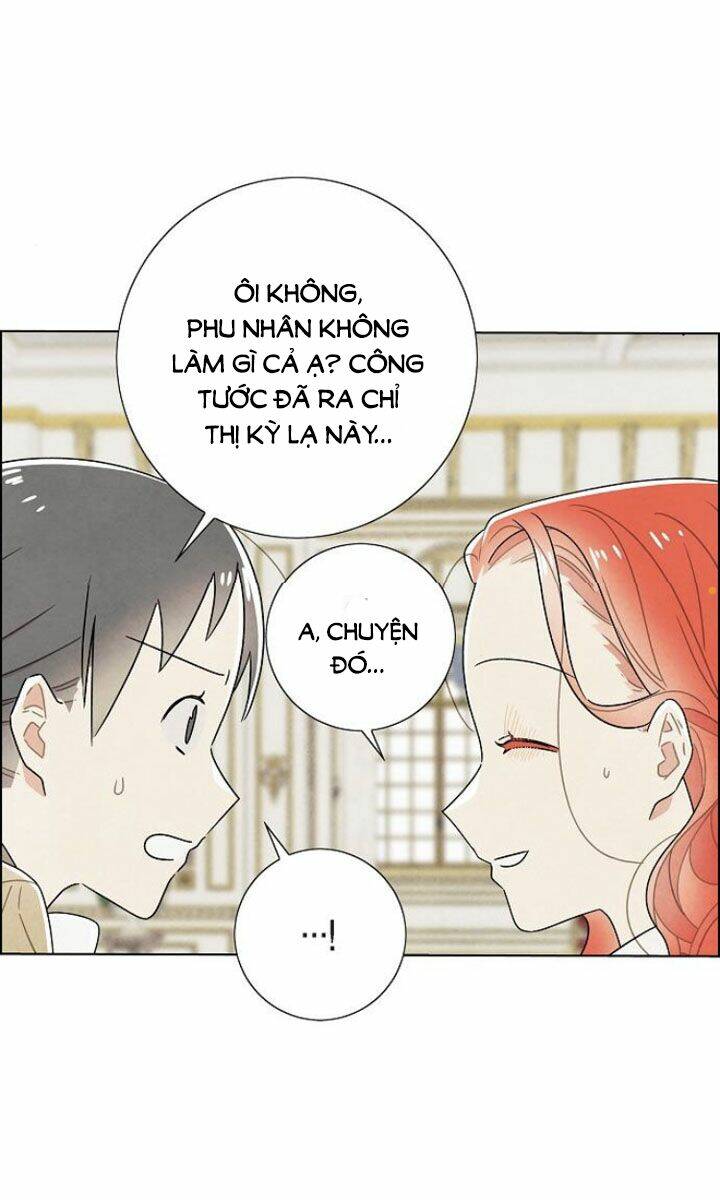 ÔI KHÔNG,
PHU NHÂN KHÔNG
LÀM GÌ CẢ Ạ? CÔNG
TƯỚC ĐÃ RA CHỈ
THỊ KỲ LẠ NÀY...
A, CHUYỆN
ĐÓ...
...!